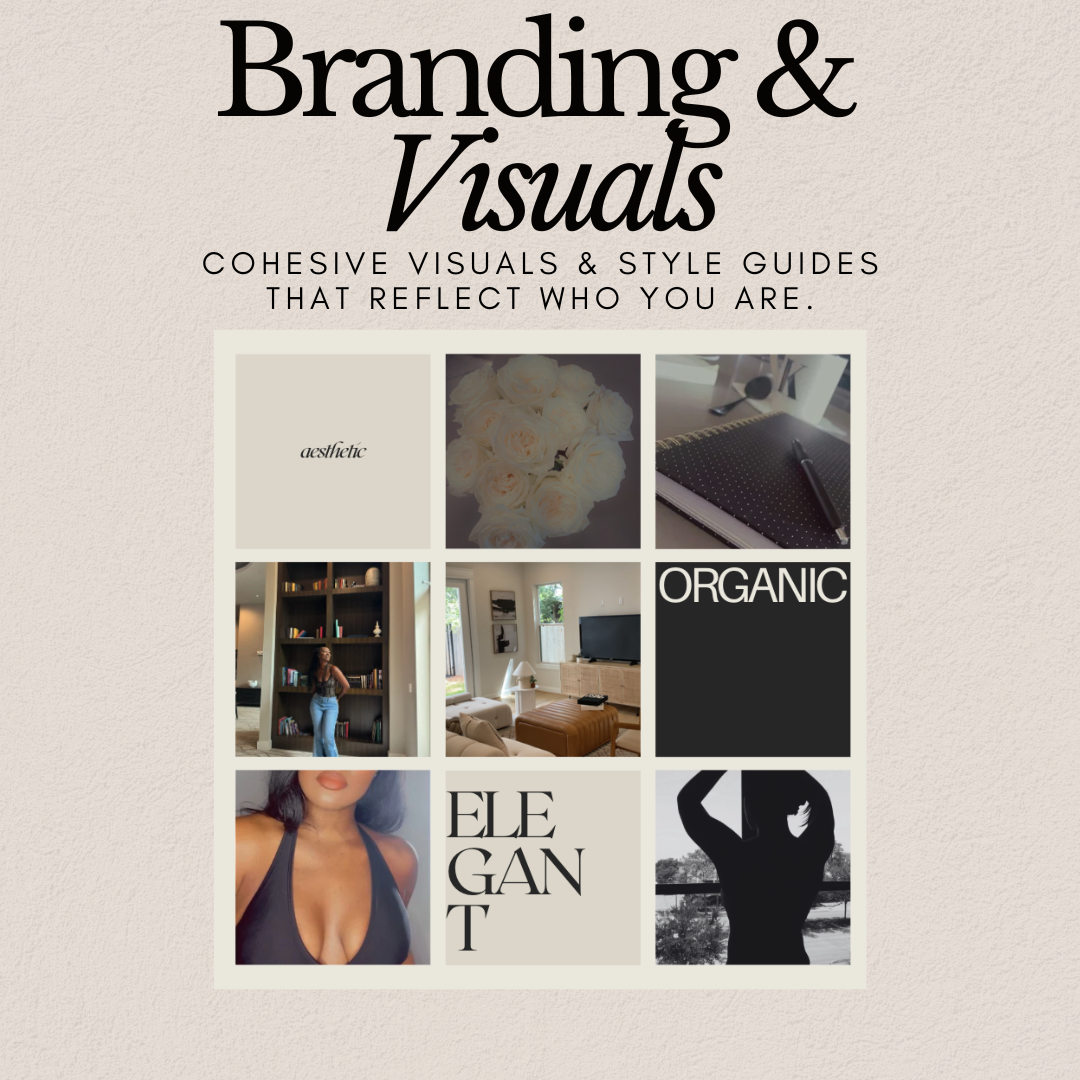 Branding &
Visuals
COHESIVE VISUALS & STYLE GUIDES
THAT REFLECT WHO YOU ARE.
aesthetic
ORGANIC
ELE
GAN
T